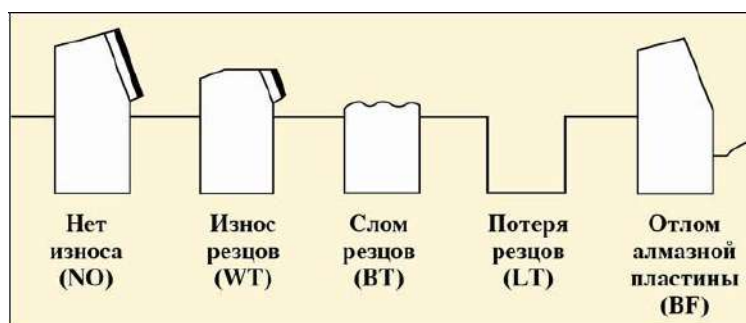 Нет
износа
(NO)
Износ
резцов
(WT)
Слом
резцов
(BT)
Потеря
резцов
(LT)
Отлом
алмазной
пластины
(BF)